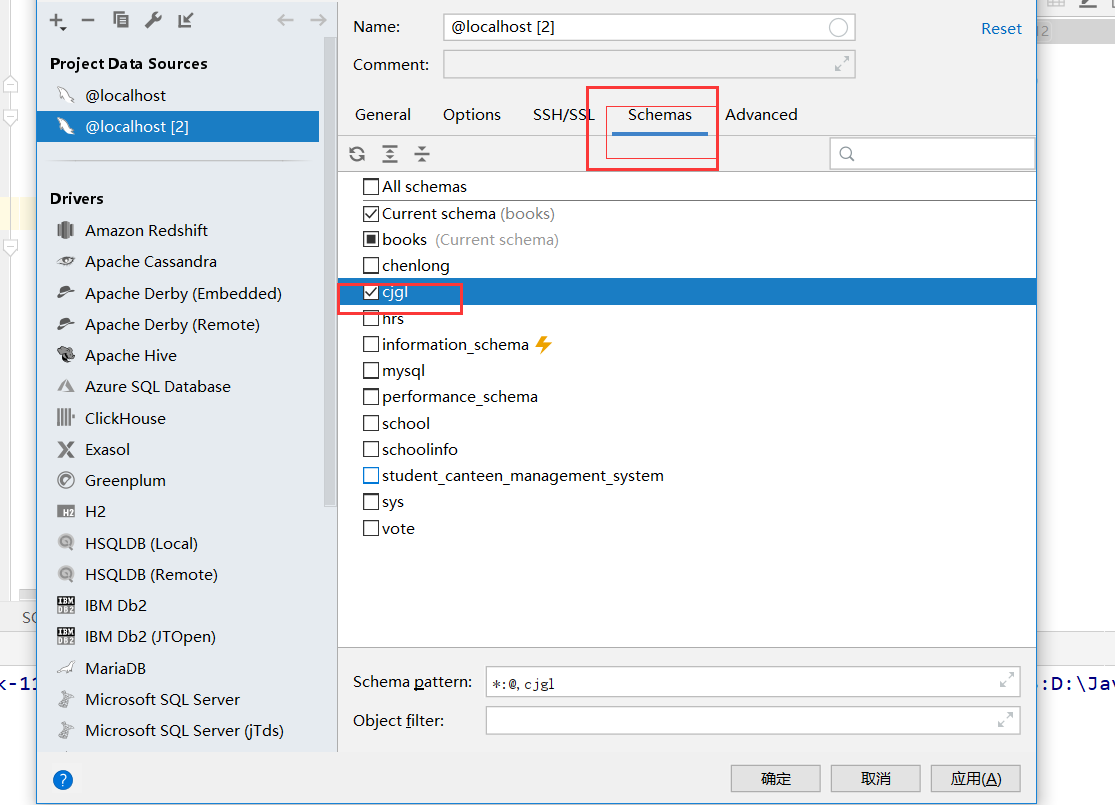 Name: @localhost [2] Reset
Comment:
Project Data Sources
@localhost
@localhost [2]
General Options SSH/SSL Schemas Advanced
Drivers
Amazon Redshift
Apache Cassandra
Apache Derby (Embedded)
Apache Derby (Remote)
Apache Hive
Azure SQL Database
ClickHouse
Exasol
Greenplum
H2
HSQLDB (Local)
HSQLDB (Remote)
IBM Db2
IBM Db2 (JTOpen)
MariaDB
Microsoft SQL Server
Microsoft SQL Server (jTds)
All schemas
Current schema (books)
books (Current schema)
chenlong
cjgl
hrs
information_schema
mysql
performance_schema
school
schoolinfo
student_canteen_management_system
sys
vote
Schema pattern: *:@,cjgl
Object filter:
? 确定 取消 应用(A)
:D:\Jav